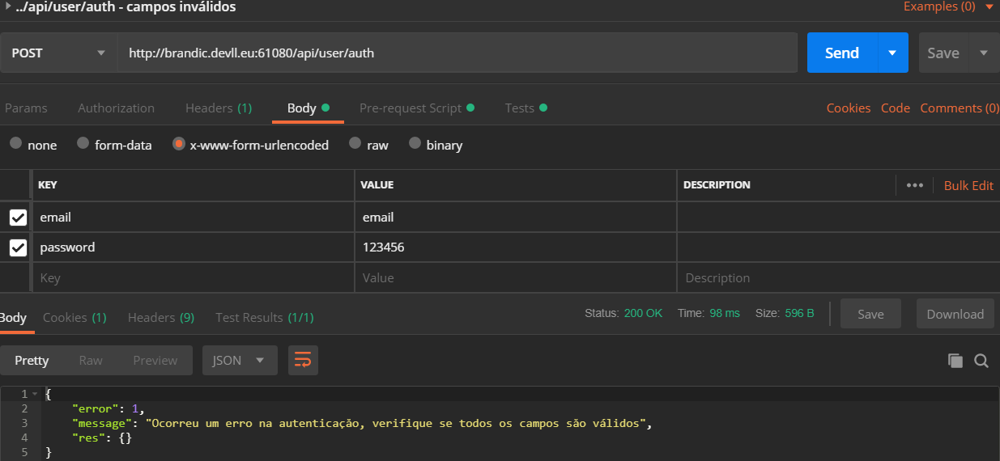 ../api/user/auth - campos inválidos Examples (0)
POST http://brandic.devll.eu:61080/api/user/auth Send Save
Params Authorization Headers (1) Body Pre-request Script Tests Cookies Code Comments (0)
none form-data x-www-form-urlencoded raw binary
KEY VALUE DESCRIPTION ••• Bulk Edit
email email
password 123456
Key Value Description
Body Cookies (1) Headers (9) Test Results (1/1) Status: 200 OK Time: 98 ms Size: 596 B Save Download
Pretty Raw Preview JSON
1 {
2 "error": 1,
3 "message": "Ocorreu um erro na autenticação, verifique se todos os campos são válidos",
4 "res": {}
5 }